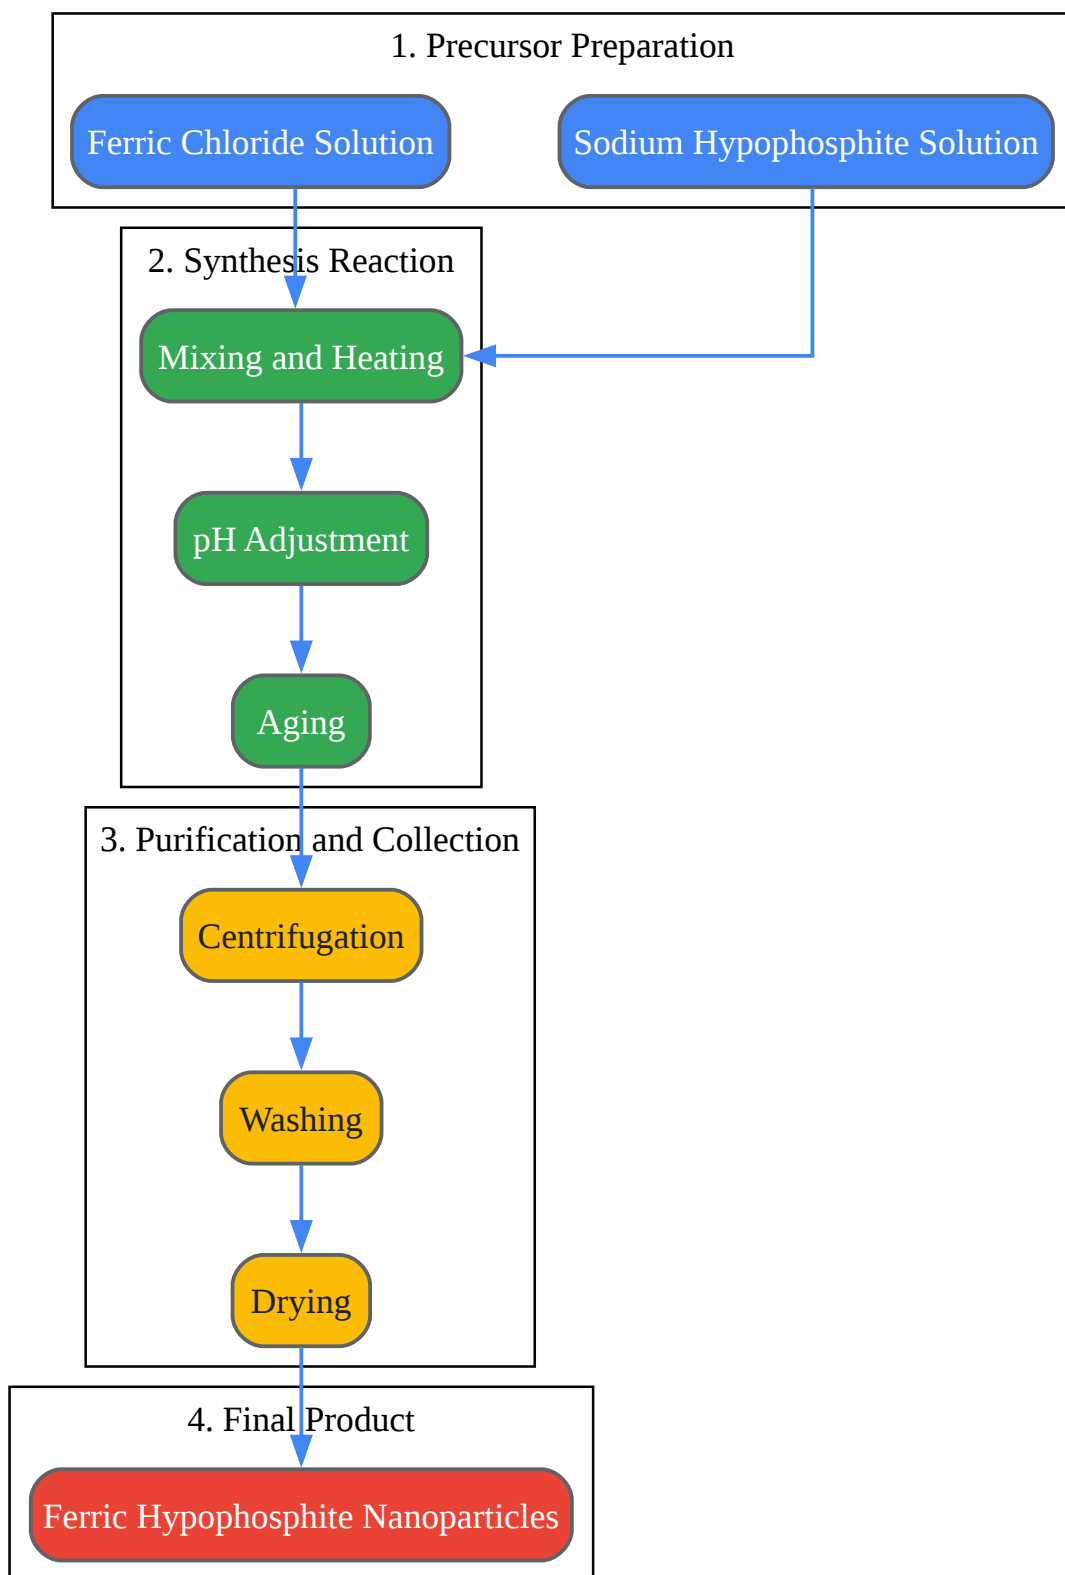 1. Precursor Preparation
Ferric Chloride Solution
Sodium Hypophosphite Solution
2. Synthesis Reaction
Mixing and Heating
pH Adjustment
Aging
3. Purification and Collection
Centrifugation
Washing
Drying
4. Final Product
Ferric Hypophosphite Nanoparticles